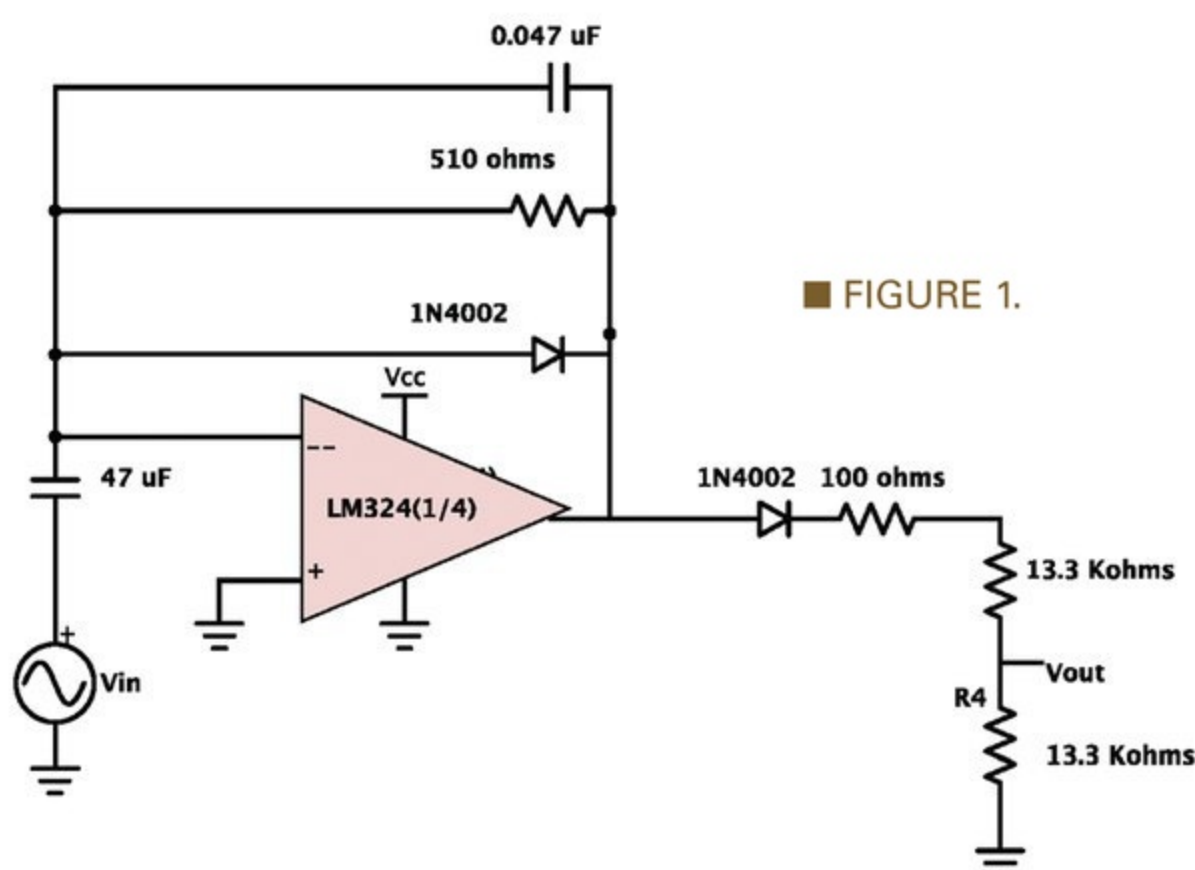 0.047 uF
510 ohms
■ FIGURE 1.
1N4002
Vcc
--
47 uF
LM324(1/4)
1N4002 100 ohms
+
13.3 Kohms
+
Vin
Vout
R4
13.3 Kohms